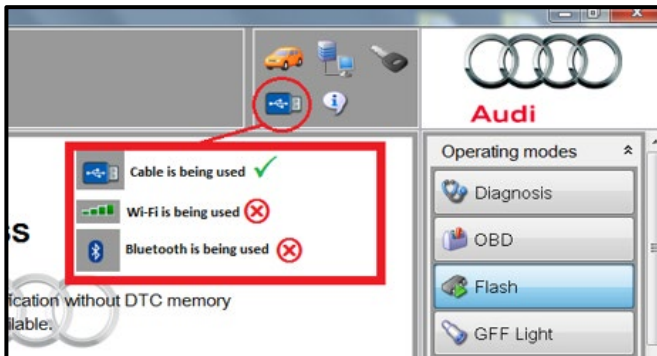 Audi
Cable is being used
Wi-Fi is being used
Bluetooth is being used
ss
fication without DTC memory
ilable.
Operating modes
Diagnosis
OBD
Flash
GFF Light